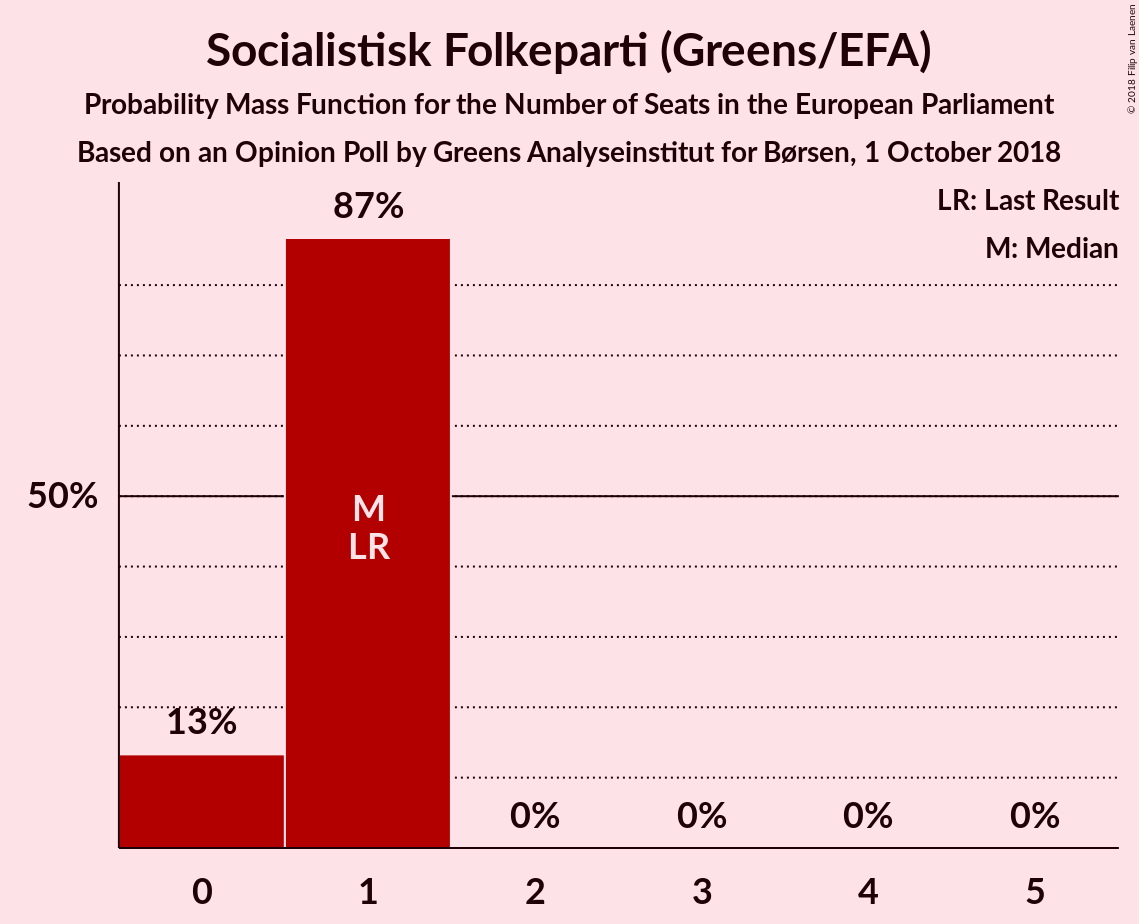 Socialistisk Folkeparti (Greens/EFA)
Probability Mass Function for the Number of Seats in the European Parliament
Based on an Opinion Poll by Greens Analyseinstitut for Børsen, 1 October 2018
© 2018 Filip van Laenen
LR: Last Result
M: Median
87%
50%
M
LR
13%
0% 0% 0% 0%
0 1 2 3 4 5